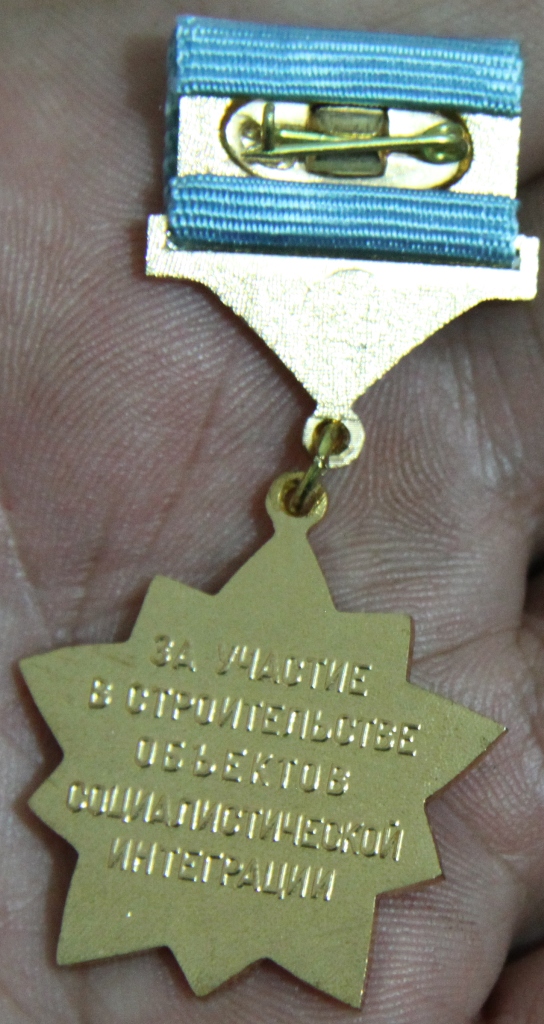 ЗА УЧАСТИЕ
В СТРОИТЕЛЬСТВЕ
ОБЪЕКТОВ
СОЦИАЛИСТИЧЕСКОЙ
ИНТЕГРАЦИИ